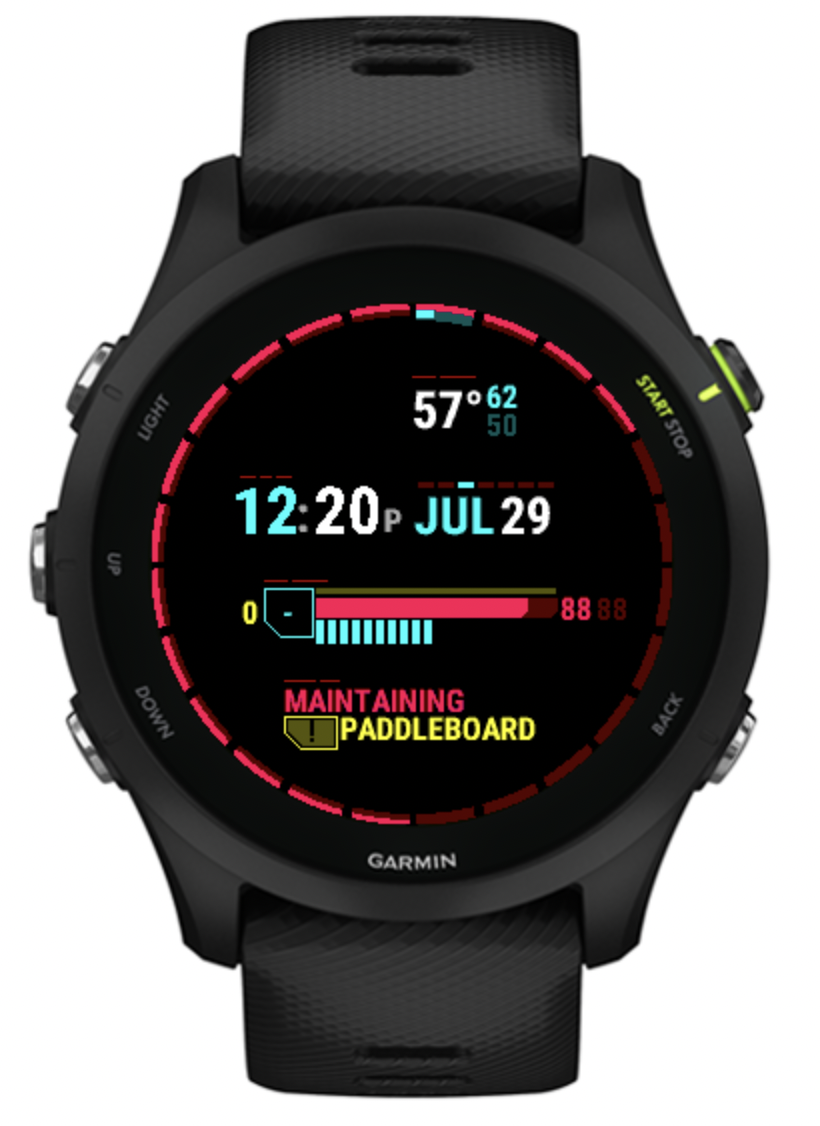 57° 62
50
12:20P JUL 29
0 - 88 88
MAINTAINING
! PADDLEBOARD
LIGHT
START STOP
UP
DOWN
BACK
GARMIN